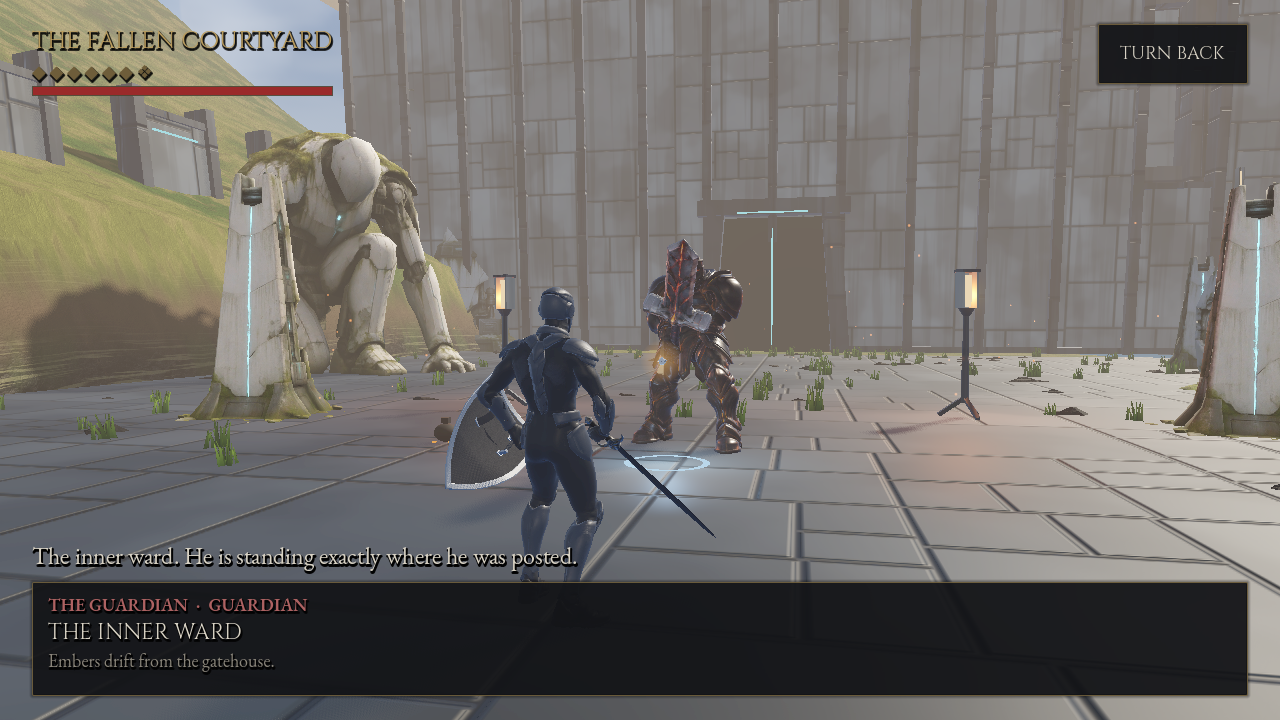 THE FALLEN COURTYARD
TURN BACK
The inner ward. He is standing exactly where he was posted.
THE GUARDIAN · GUARDIAN
THE INNER WARD
Embers drift from the gatehouse.